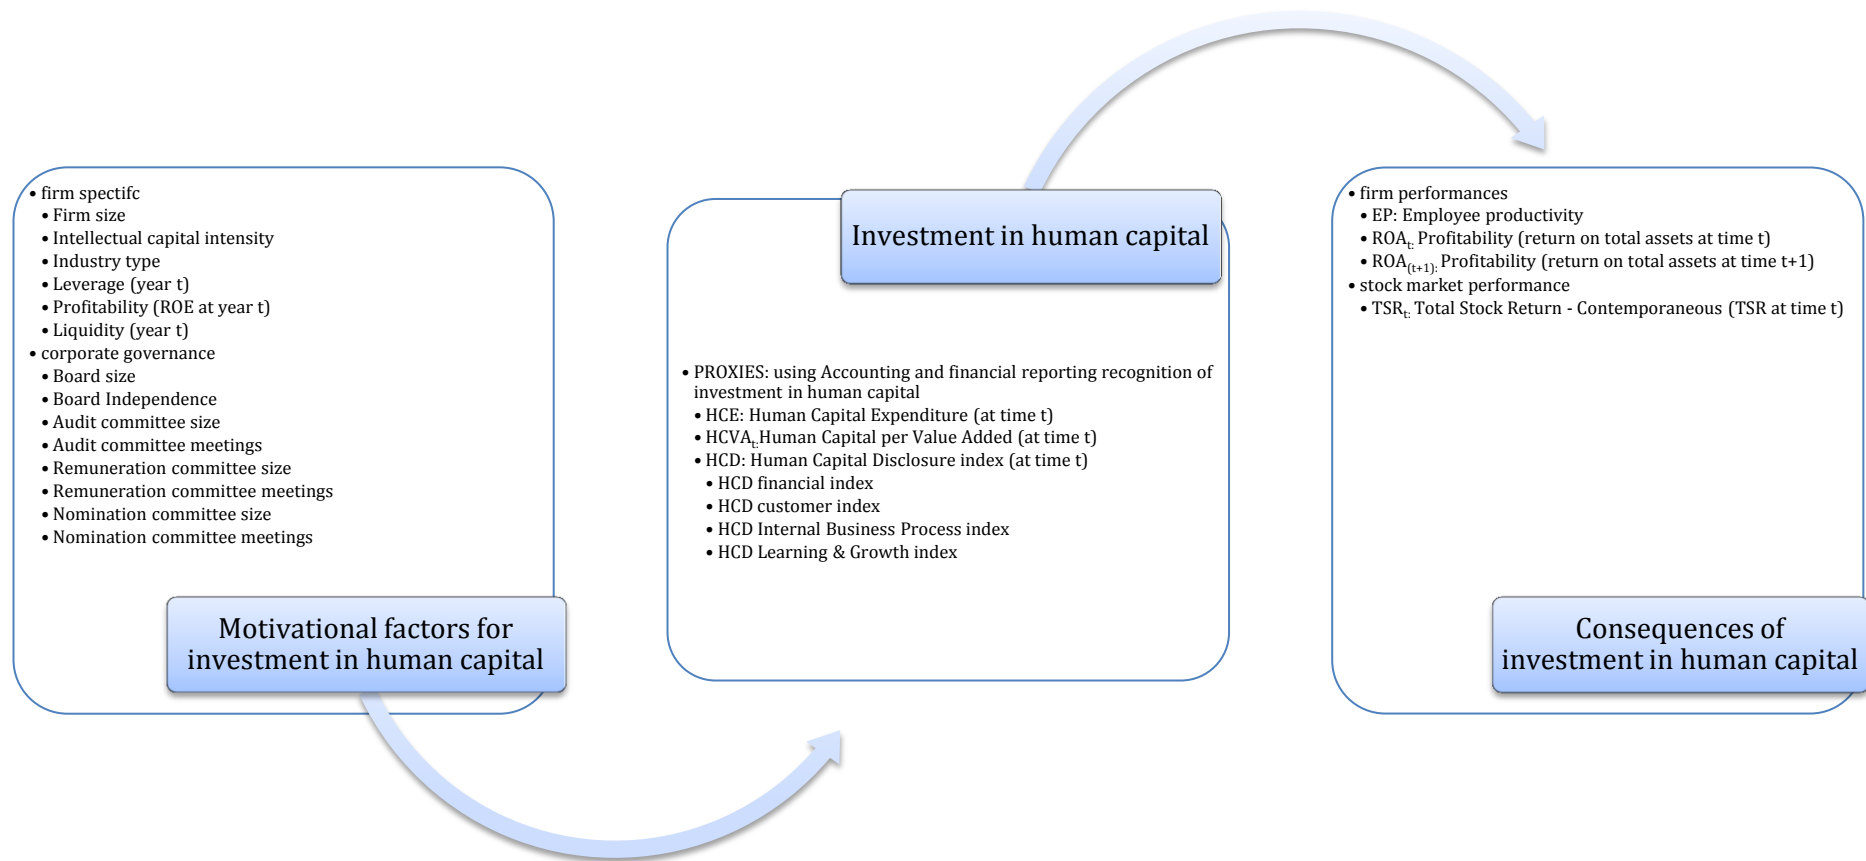 • firm spectifc
• Firm size
• Intellectual capital intensity
• Industry type
• Leverage (year t)
• Profitability (ROE at year t)
• Liquidity (year t)
• corporate governance
• Board size
• Board Independence
• Audit committee size
• Audit committee meetings
• Remuneration committee size
• Remuneration committee meetings
• Nomination committee size
• Nomination committee meetings
Motivational factors for
investment in human capital
Investment in human capital
• PROXIES: using Accounting and financial reporting recognition of
investment in human capital
• HCE: Human Capital Expenditure (at time t)
• HCVAt:Human Capital per Value Added (at time t)
• HCD: Human Capital Disclosure index (at time t)
• HCD financial index
• HCD customer index
• HCD Internal Business Process index
• HCD Learning & Growth index
• firm performances
• EP: Employee productivity
• ROAt: Profitability (return on total assets at time t)
• ROA(t+1): Profitability (return on total assets at time t+1)
• stock market performance
• TSRt: Total Stock Return - Contemporaneous (TSR at time t)
Consequences of
investment in human capital